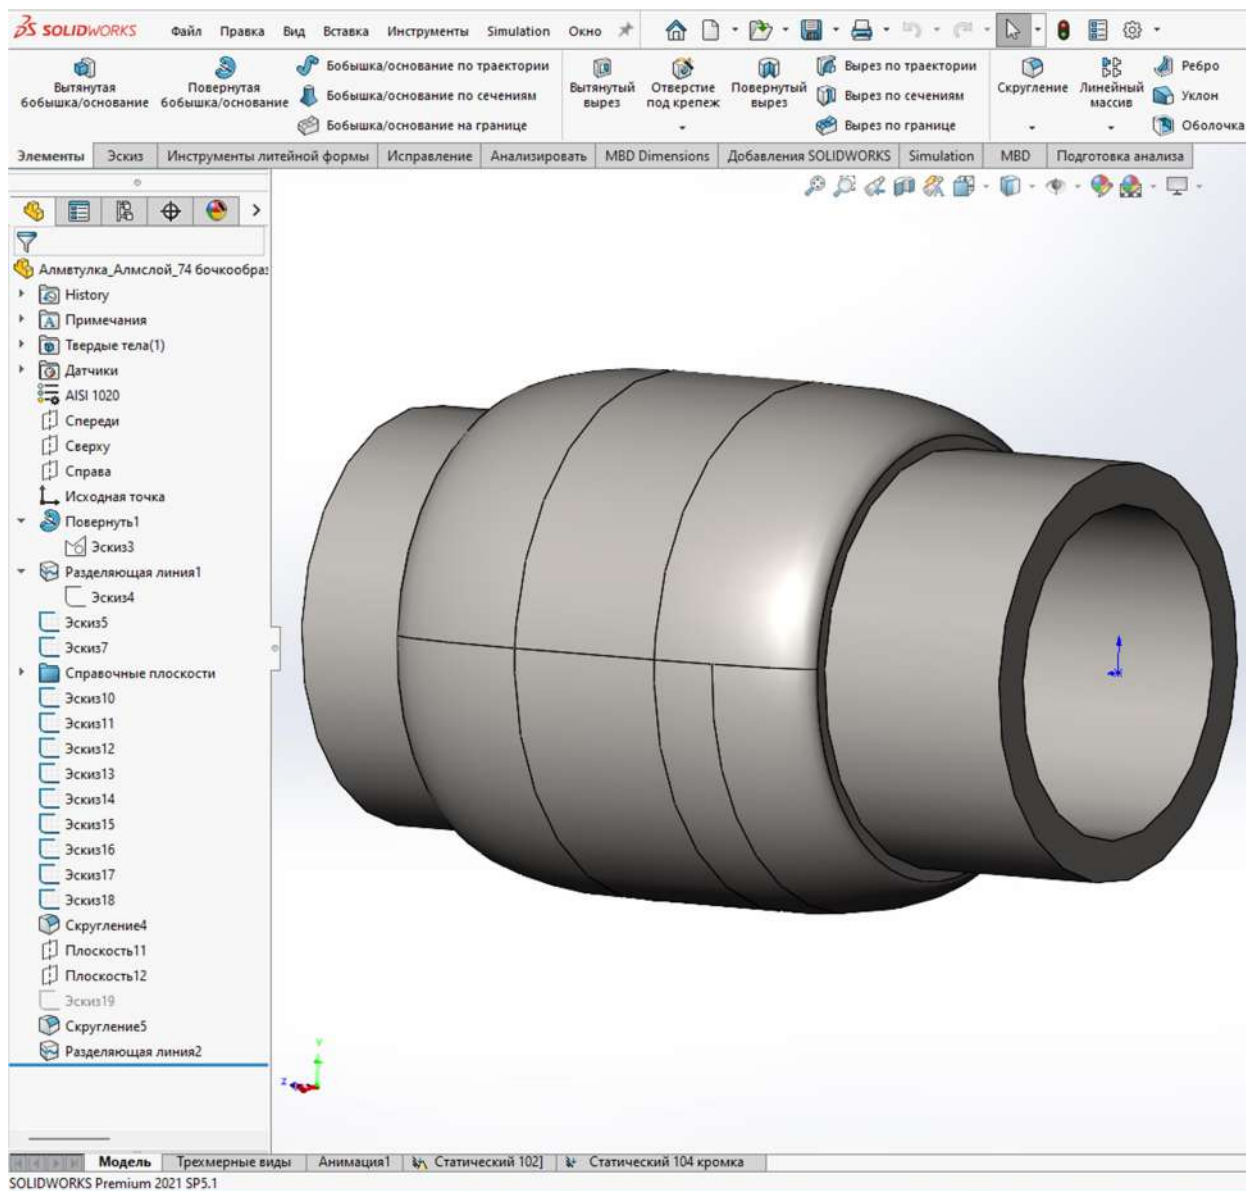 SOLIDWORKS Файл Правка Вид Вставка Инструменты Simulation Окно
Вытянутая бобышка/основание
Повернутая бобышка/основание
Бобышка/основание по траектории
Бобышка/основание по сечениям
Бобышка/основание на границе
Вытянутый вырез
Отверстие под крепеж
Повернутый вырез
Вырез по траектории
Вырез по сечениям
Вырез по границе
Скругление
Линейный массив
Ребро
Уклон
Оболочка
Элементы Эскиз Инструменты литейной формы Исправление Анализировать MBD Dimensions Добавления SOLIDWORKS Simulation MBD Подготовка анализа
Алмвтулка_Алмслой_74 бочкообраз
History
Примечания
Твердые тела(1)
Датчики
AISI 1020
Спереди
Сверху
Справа
Исходная точка
Повернуть1
Эскиз3
Разделяющая линия1
Эскиз4
Эскиз5
Эскиз7
Справочные плоскости
Эскиз10
Эскиз11
Эскиз12
Эскиз13
Эскиз14
Эскиз15
Эскиз16
Эскиз17
Эскиз18
Скругление4
Плоскость11
Плоскость12
Эскиз19
Скругление5
Разделяющая линия2
Y
Z
Модель Трехмерные виды Анимация1 Статический 102] Статический 104 кромка
SOLIDWORKS Premium 2021 SP5.1